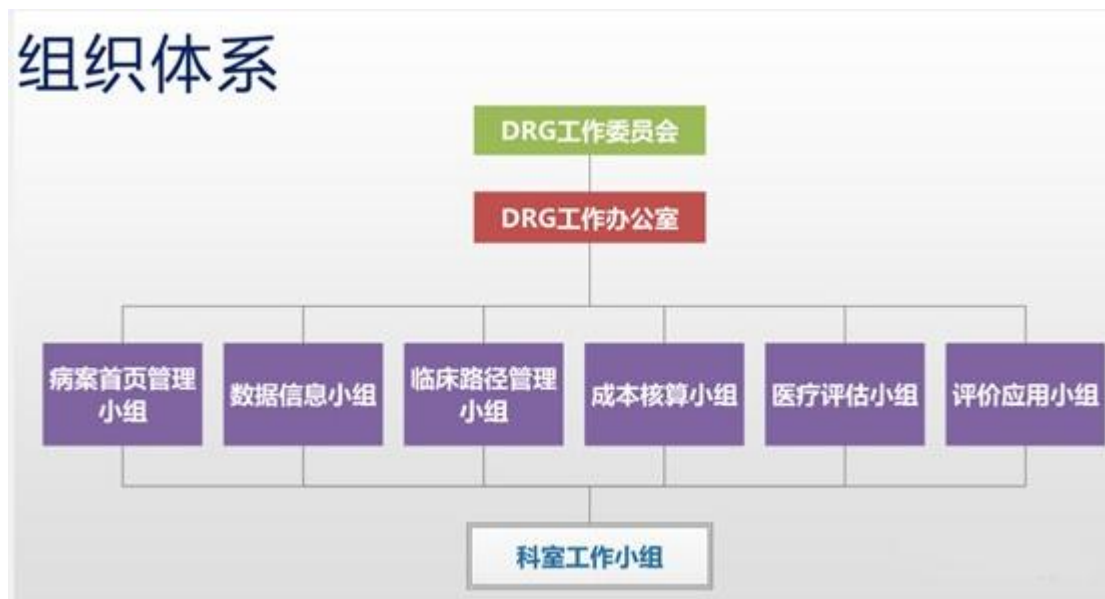 组织体系
DRG工作委员会
DRG工作办公室
病案首页管理
小组
数据信息小组
临床路径管理
小组
成本核算小组
医疗评估小组
评价应用小组
科室工作小组